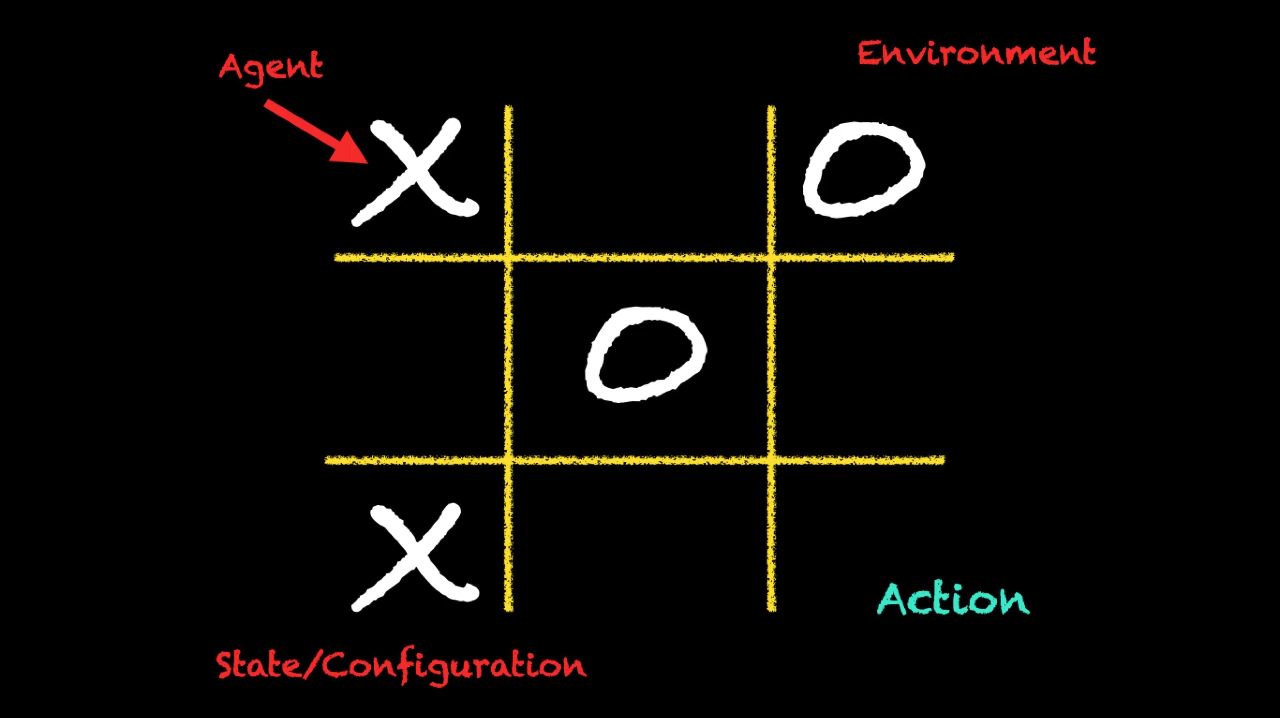 Agent
Environment
X
O
O
X
Action
State/Configuration